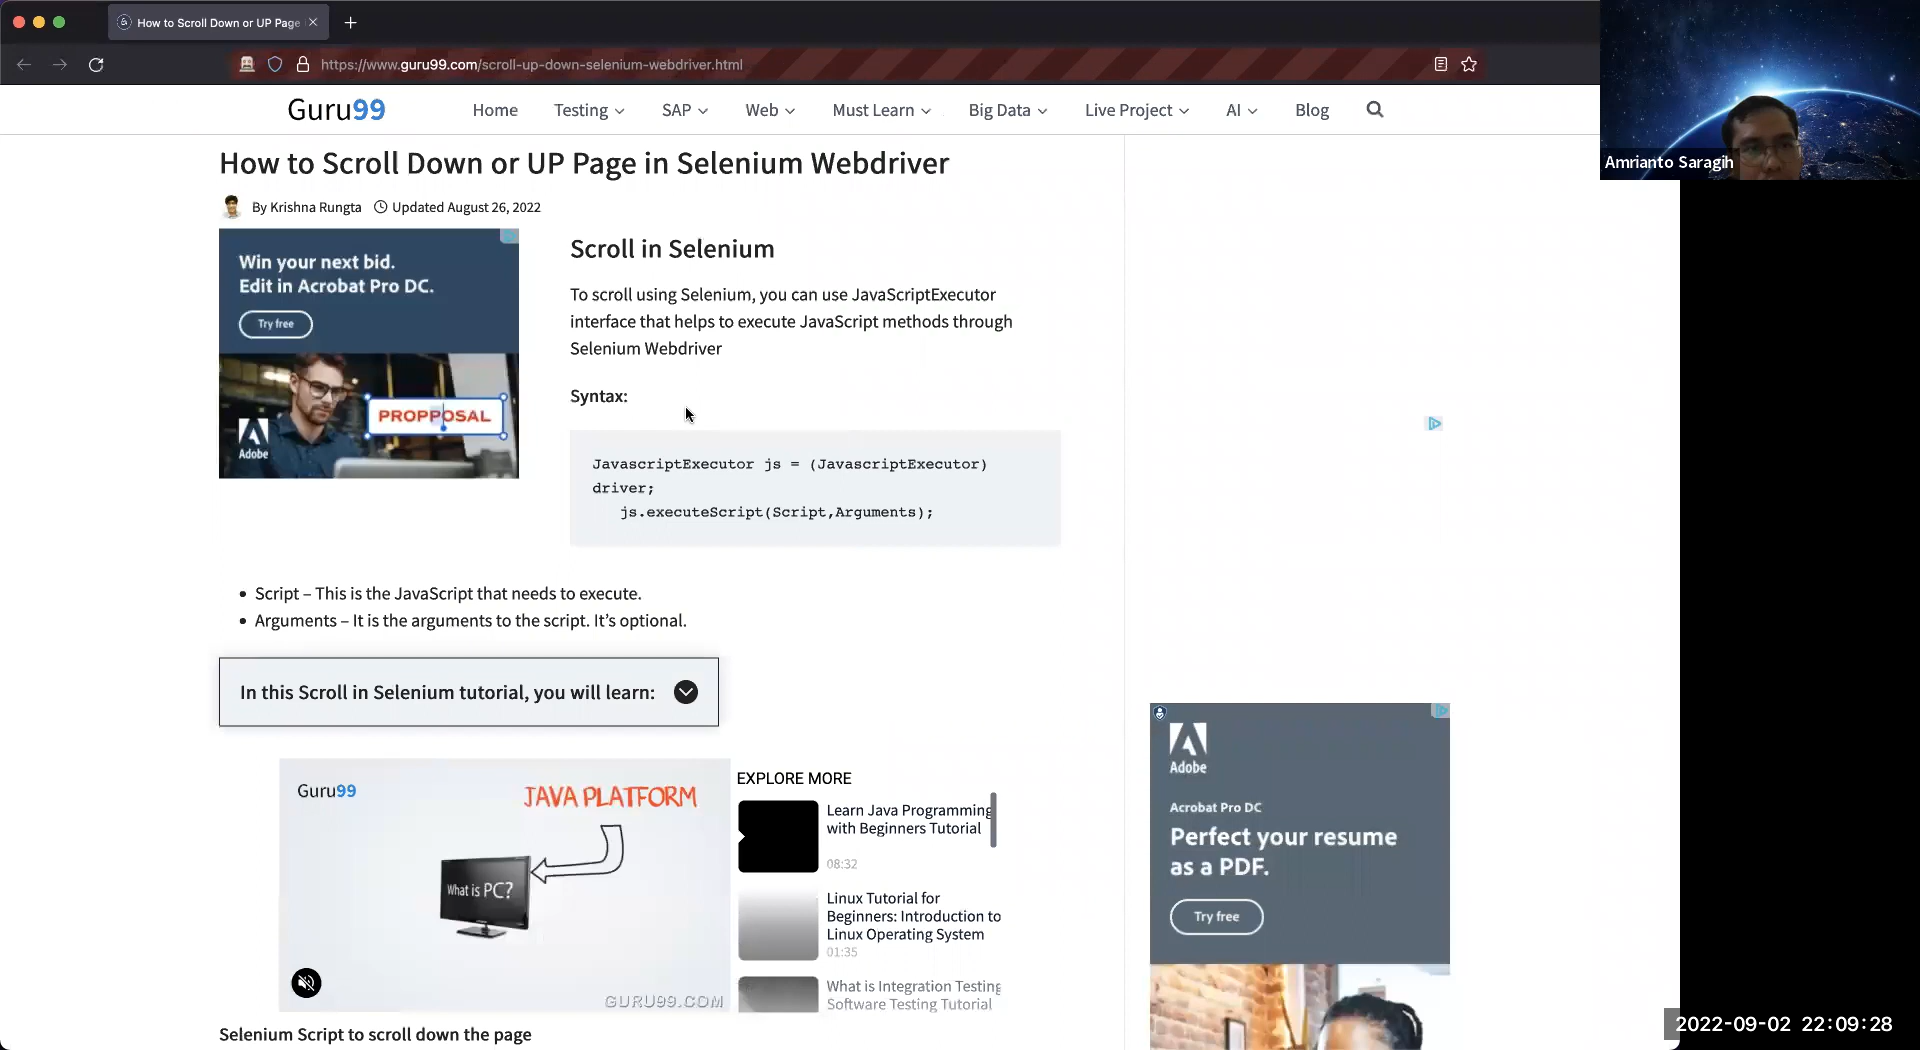 How to Scroll Down or UP Page
https://www.guru99.com/scroll-up-down-selenium-webdriver.html
Guru99
Home
Testing
SAP
Web
Must Learn
Big Data
Live Project
AI
Blog
Amrianto Saragih
How to Scroll Down or UP Page in Selenium Webdriver
By Krishna Rungta
Updated August 26, 2022
Win your next bid.
Edit in Acrobat Pro DC.
Try free
PROPPOSAL
Adobe
Scroll in Selenium
To scroll using Selenium, you can use JavaScriptExecutor
interface that helps to execute JavaScript methods through
Selenium Webdriver
Syntax:
JavascriptExecutor js = (JavascriptExecutor)
driver;
js.executeScript(Script,Arguments);
• Script – This is the JavaScript that needs to execute.
• Arguments – It is the arguments to the script. It’s optional.
In this Scroll in Selenium tutorial, you will learn:
Guru99
JAVA PLATFORM
What is PC?
GURU99.COM
EXPLORE MORE
Learn Java Programming
with Beginners Tutorial
08:32
Linux Tutorial for
Beginners: Introduction to
Linux Operating System
01:35
What is Integration Testing
Software Testing Tutorial
Adobe
Acrobat Pro DC
Perfect your resume
as a PDF.
Try free
Selenium Script to scroll down the page
2022-09-02 22:09:28